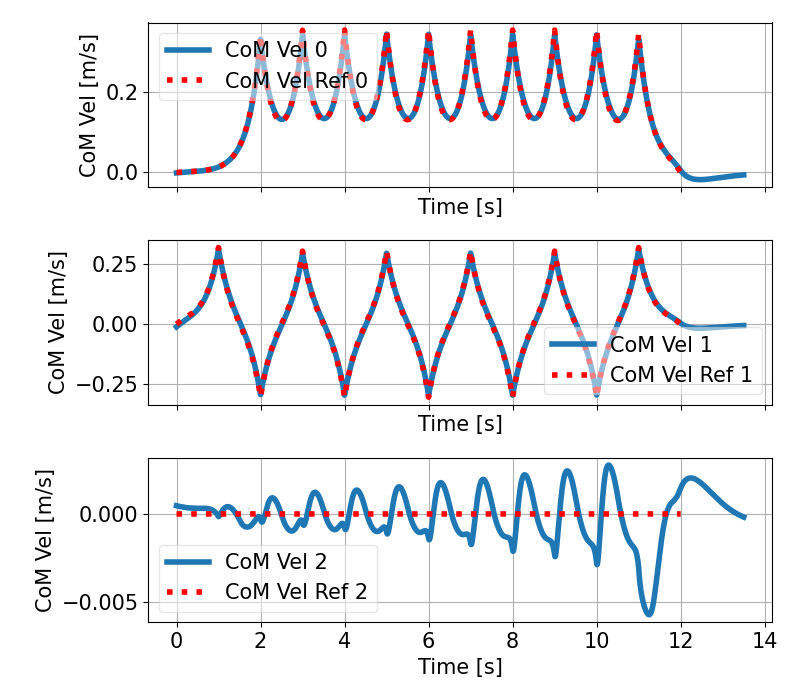 CoM Vel [m/s]
0.2
0.0
CoM Vel 0
CoM Vel Ref 0
Time [s]
CoM Vel [m/s]
0.25
0.00
−0.25
CoM Vel 1
CoM Vel Ref 1
Time [s]
CoM Vel [m/s]
0.000
−0.005
CoM Vel 2
CoM Vel Ref 2
0 2 4 6 8 10 12 14
Time [s]